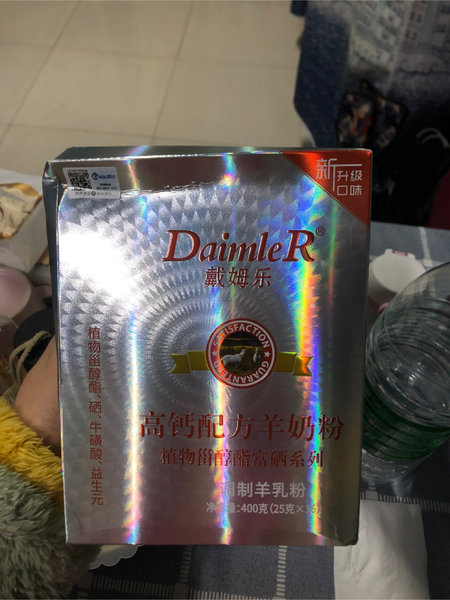 新升级
口味
DaimleR®
戴姆乐
SATISFACTION
GUARANTEE
植物甾醇酯、硒、牛磺酸、益生元
高钙配方羊奶粉
植物甾醇酯富硒系列
调制羊乳粉
净含量:400克(25克×16)